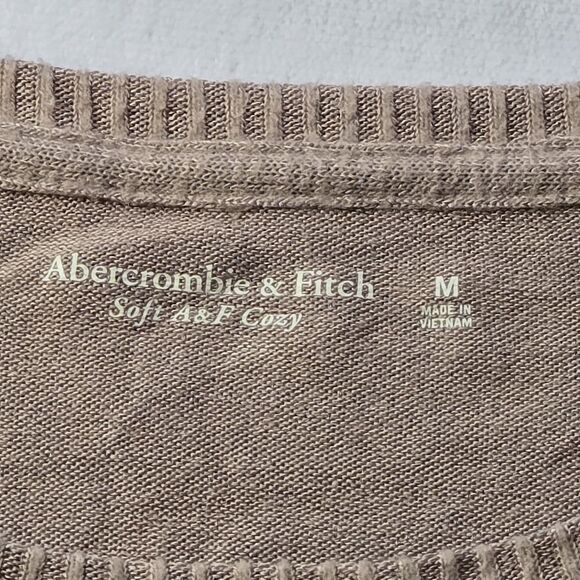 Abercrombie & Fitch
Soft A&F Cozy
M
MADE IN
VIETNAM